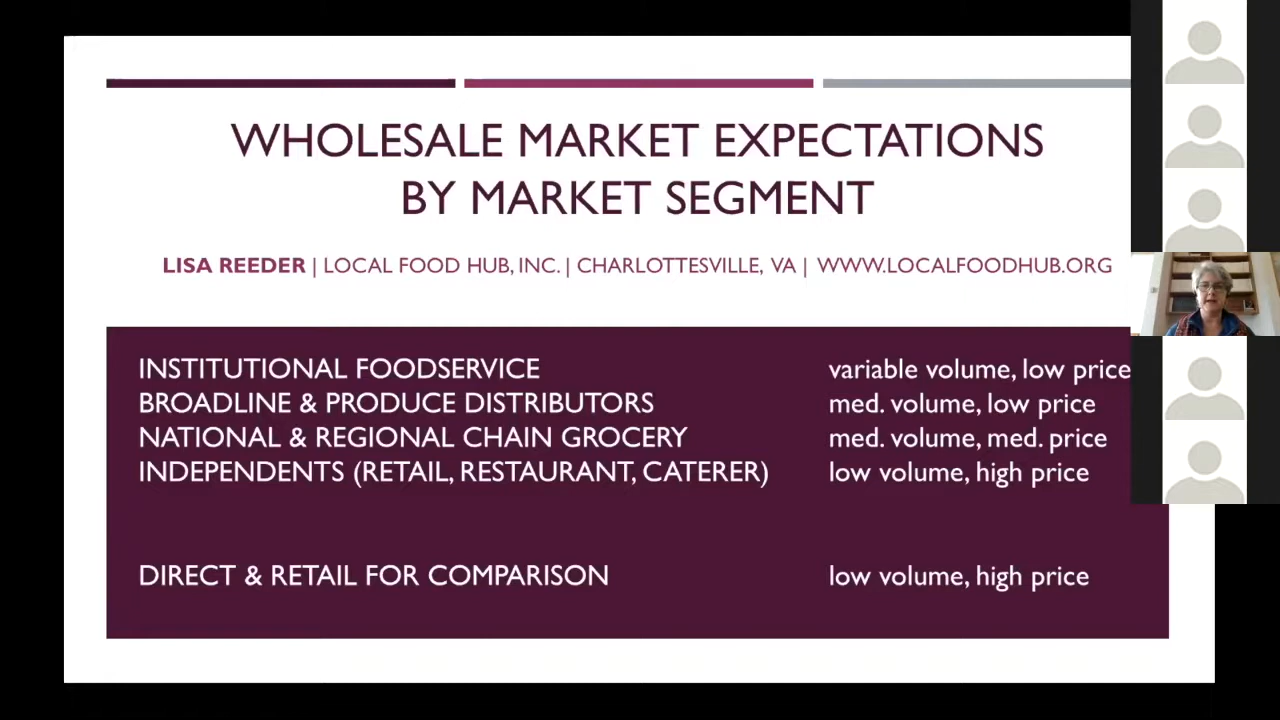 WHOLESALE MARKET EXPECTATIONS
BY MARKET SEGMENT
LISA REEDER | LOCAL FOOD HUB, INC. | CHARLOTTESVILLE, VA | WWW.LOCALFOODHUB.ORG
INSTITUTIONAL FOODSERVICE variable volume, low price
BROADLINE & PRODUCE DISTRIBUTORS med. volume, low price
NATIONAL & REGIONAL CHAIN GROCERY med. volume, med. price
INDEPENDENTS (RETAIL, RESTAURANT, CATERER) low volume, high price
DIRECT & RETAIL FOR COMPARISON low volume, high price